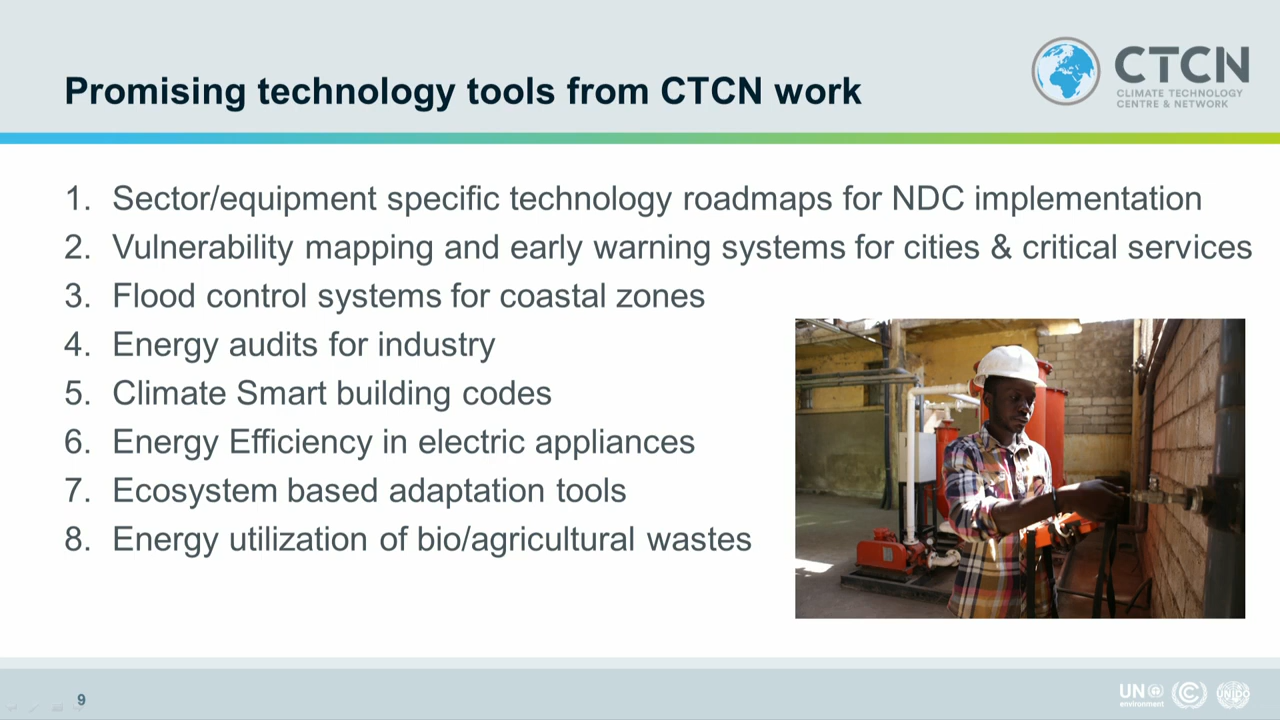 Promising technology tools from CTCN work
CTCN
CLIMATE TECHNOLOGY
CENTRE & NETWORK
1. Sector/equipment specific technology roadmaps for NDC implementation
2. Vulnerability mapping and early warning systems for cities & critical services
3. Flood control systems for coastal zones
4. Energy audits for industry
5. Climate Smart building codes
6. Energy Efficiency in electric appliances
7. Ecosystem based adaptation tools
8. Energy utilization of bio/agricultural wastes
9
UN
environment
UNIDO